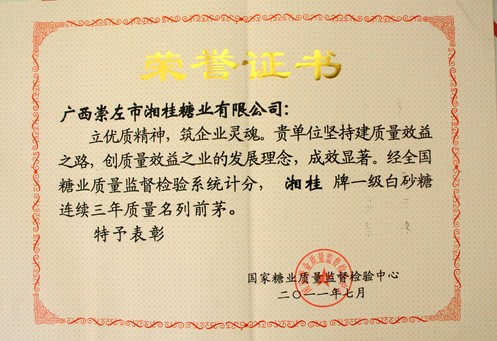 荣誉证书
广西崇左市湘桂糖业有限公司：
立优质精神，筑企业灵魂。贵单位坚持建质量效益
之路，创质量效益之业的发展理念，成效显著。经全国
糖业质量监督检验系统计分， 湘桂 牌一级白砂糖
连续三年质量名列前茅。
特予表彰
国家糖业质量监督检验中心
二〇一一年七月